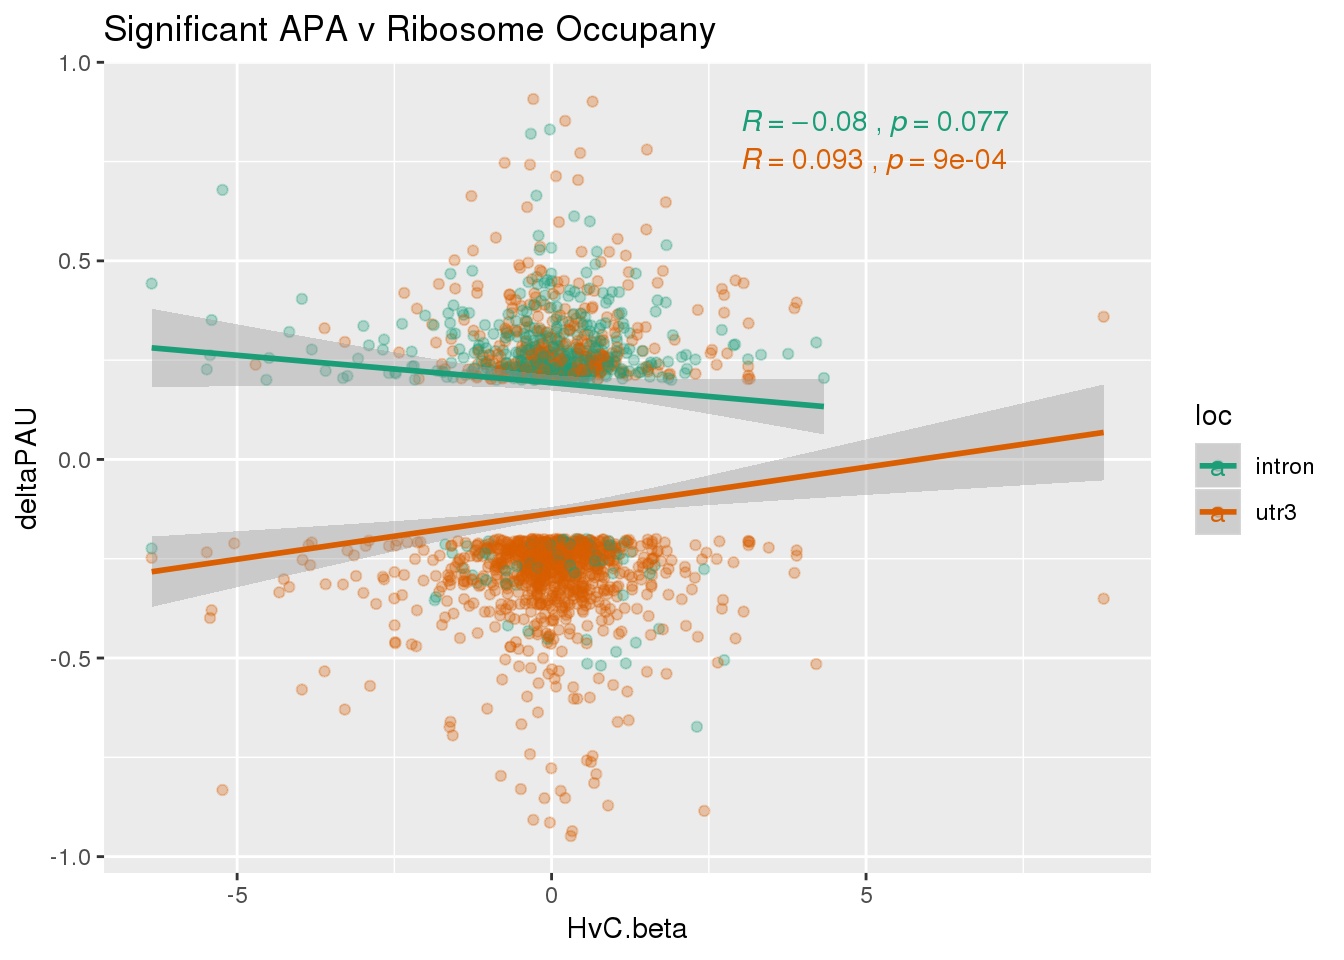 Significant APA v Ribosome Occupany
1.0
0.5
0.0
-0.5
-1.0
deltaPAU
R = −0.08 , p = 0.077
R = 0.093 , p = 9e-04
-5
0
5
HvC.beta
loc
a intron
a utr3